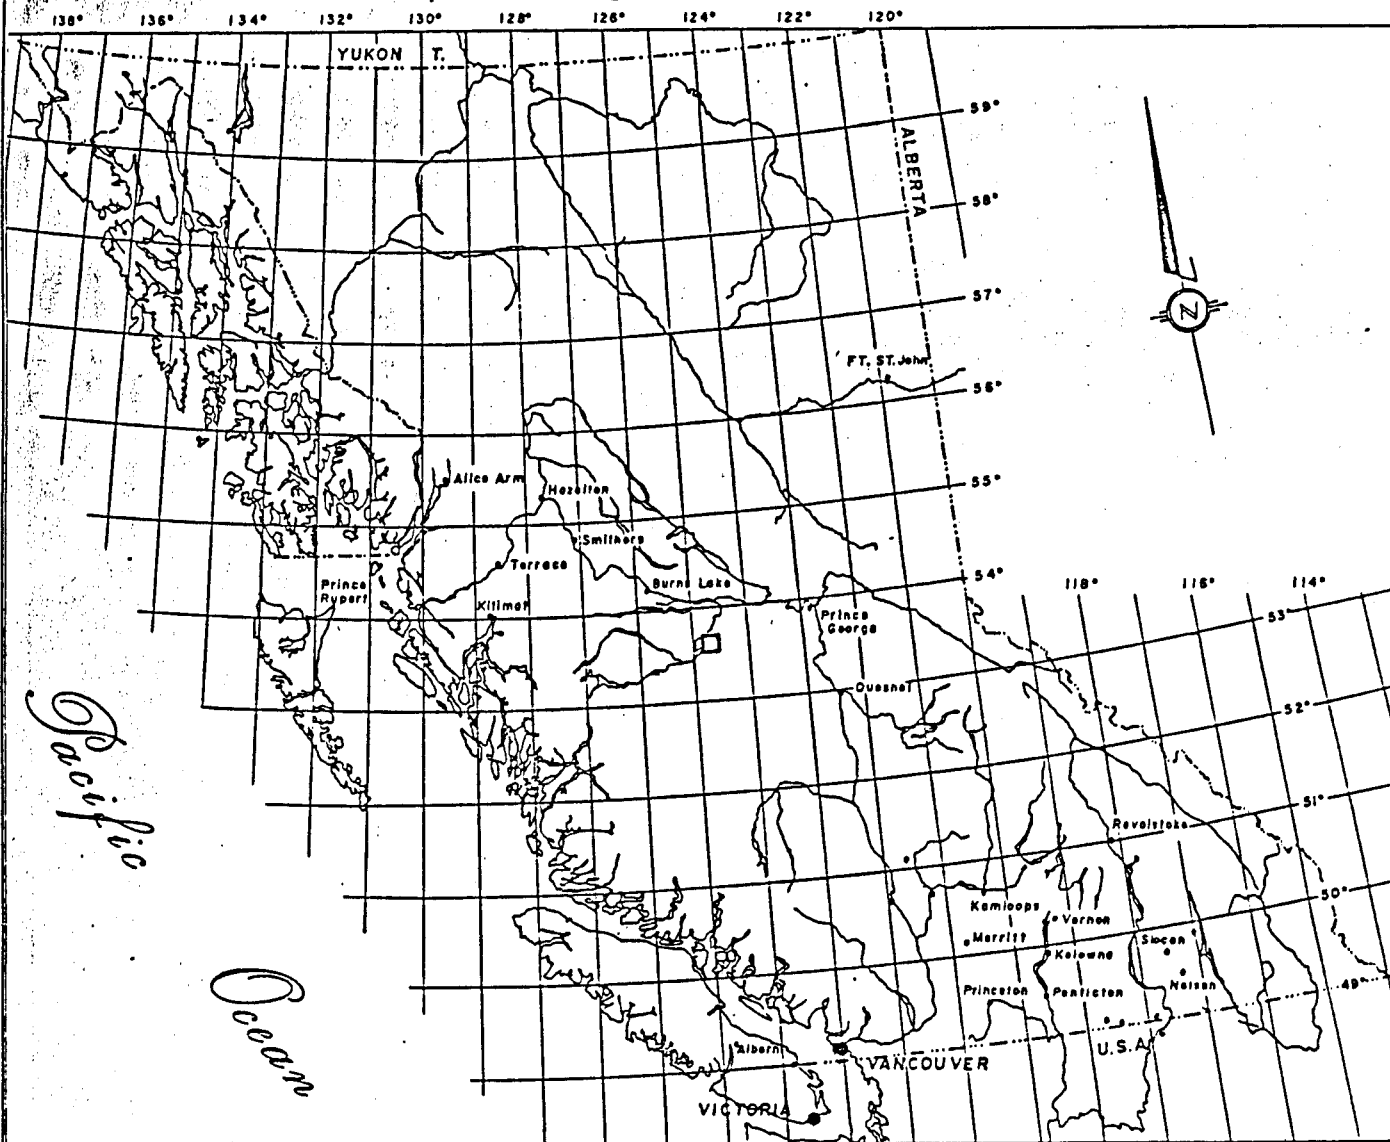 138° 136° 134° 132° 130° 128° 126° 124° 122° 120°
YUKON T.
59°
ALBERTA
58°
57°
FT. ST. John
56°
Alice Arm
Hazelton
55°
Smithers
Terrace
Burns Lake
54°
118° 116° 114°
Prince
Rupert
Kitimat
Prince
George
53°
Quesnel
52°
Pacific
51°
Revelstoke
50°
Kamloops
Vernon
Merritt
Slocan
Kelowna
Ocean
Princeton
Penticton
Nelson
49°
U.S.A
Alberni
VANCOUVER
VICTORIA
N